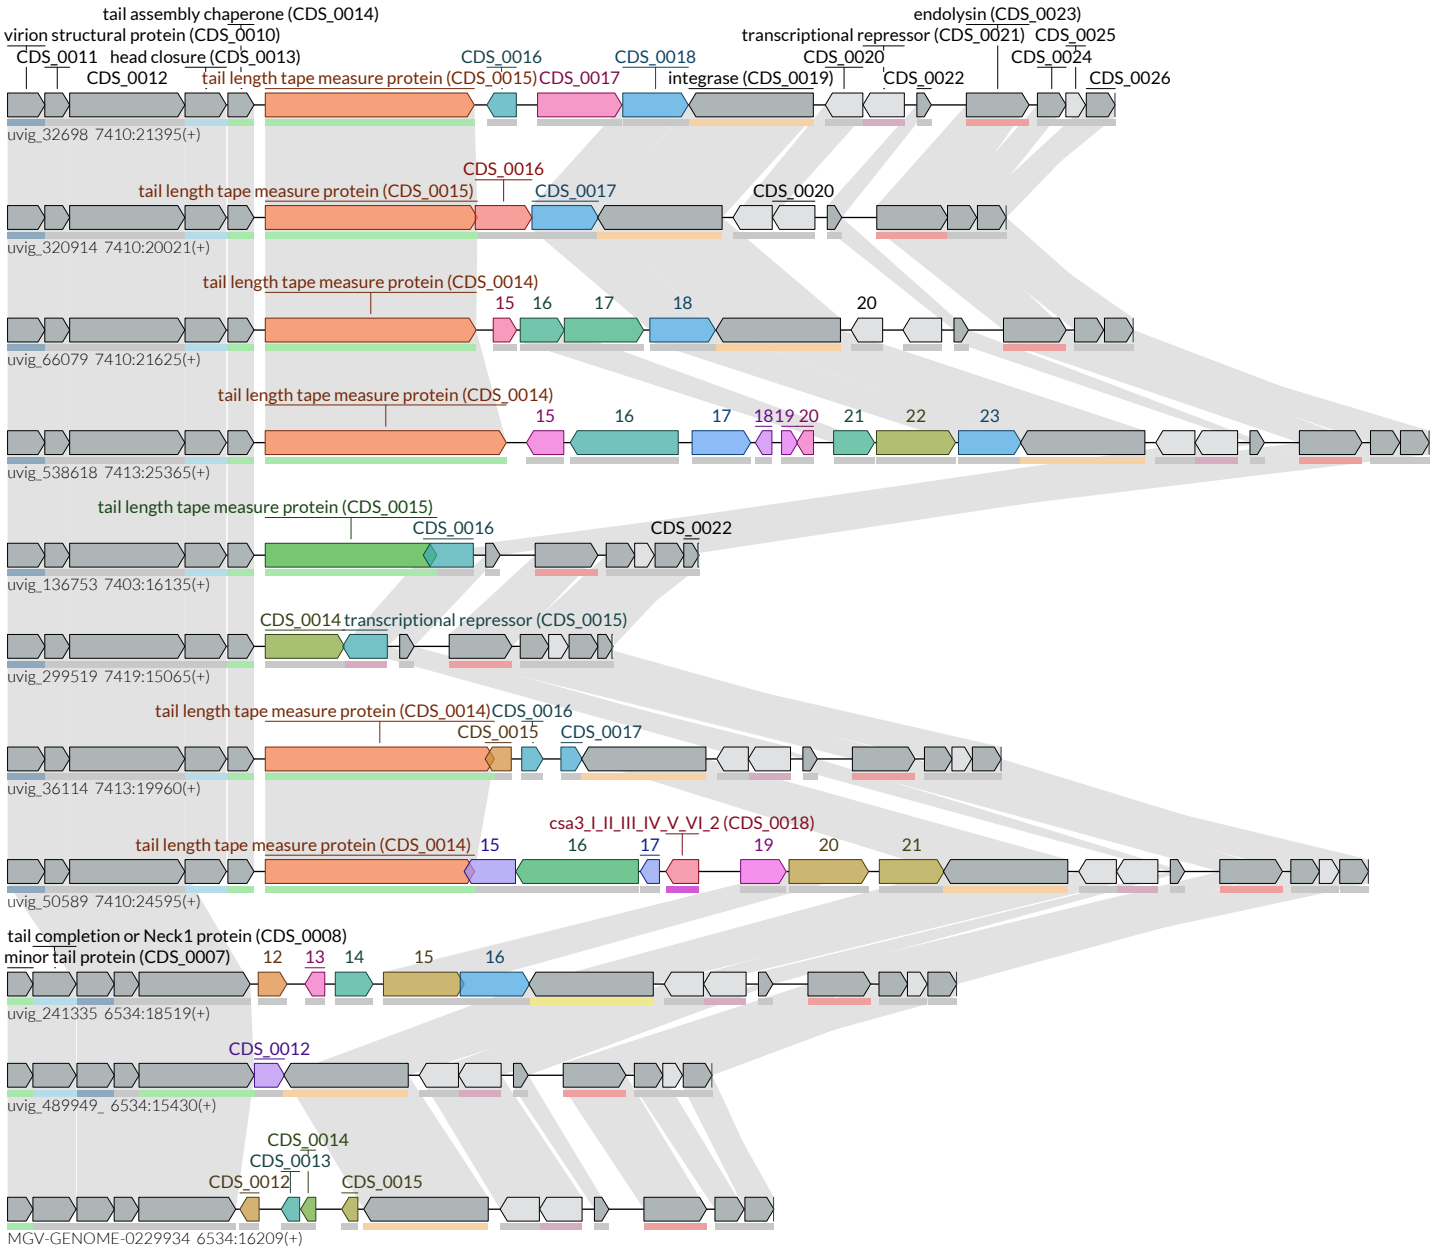 tail assembly chaperone (CDS_0014)
endolysin (CDS_0023)
virion structural protein (CDS_0010)
transcriptional repressor (CDS_0021)
CDS_0025
CDS_0011
head closure (CDS_0013)
CDS_0016
CDS_0018
CDS_0020
CDS_0024
CDS_0012
tail length tape measure protein (CDS_0015)
CDS_0017
integrase (CDS_0019)
CDS_0022
CDS_0026
uvig_32698 7410:21395(+)
CDS_0016
tail length tape measure protein (CDS_0015)
CDS_0017
CDS_0020
uvig_320914 7410:20021(+)
tail length tape measure protein (CDS_0014)
15 16 17 18 20
uvig_66079 7410:21625(+)
tail length tape measure protein (CDS_0014)
15 16 17 18 19 20 21 22 23
uvig_538618 7413:25365(+)
tail length tape measure protein (CDS_0015)
CDS_0016
CDS_0022
uvig_136753 7403:16135(+)
CDS_0014
transcriptional repressor (CDS_0015)
uvig_299519 7419:15065(+)
tail length tape measure protein (CDS_0014)
CDS_0016
CDS_0015
CDS_0017
uvig_36114 7413:19960(+)
csa3_I_II_III_IV_V_VI_2 (CDS_0018)
tail length tape measure protein (CDS_0014)
15 16 17 19 20 21
uvig_50589 7410:24595(+)
tail completion or Neck1 protein (CDS_0008)
minor tail protein (CDS_0007)
12 13 14 15 16
uvig_241335 6534:18519(+)
CDS_0012
uvig_489949_ 6534:15430(+)
CDS_0014
CDS_0013
CDS_0012
CDS_0015
MGV-GENOME-0229934 6534:16209(+)